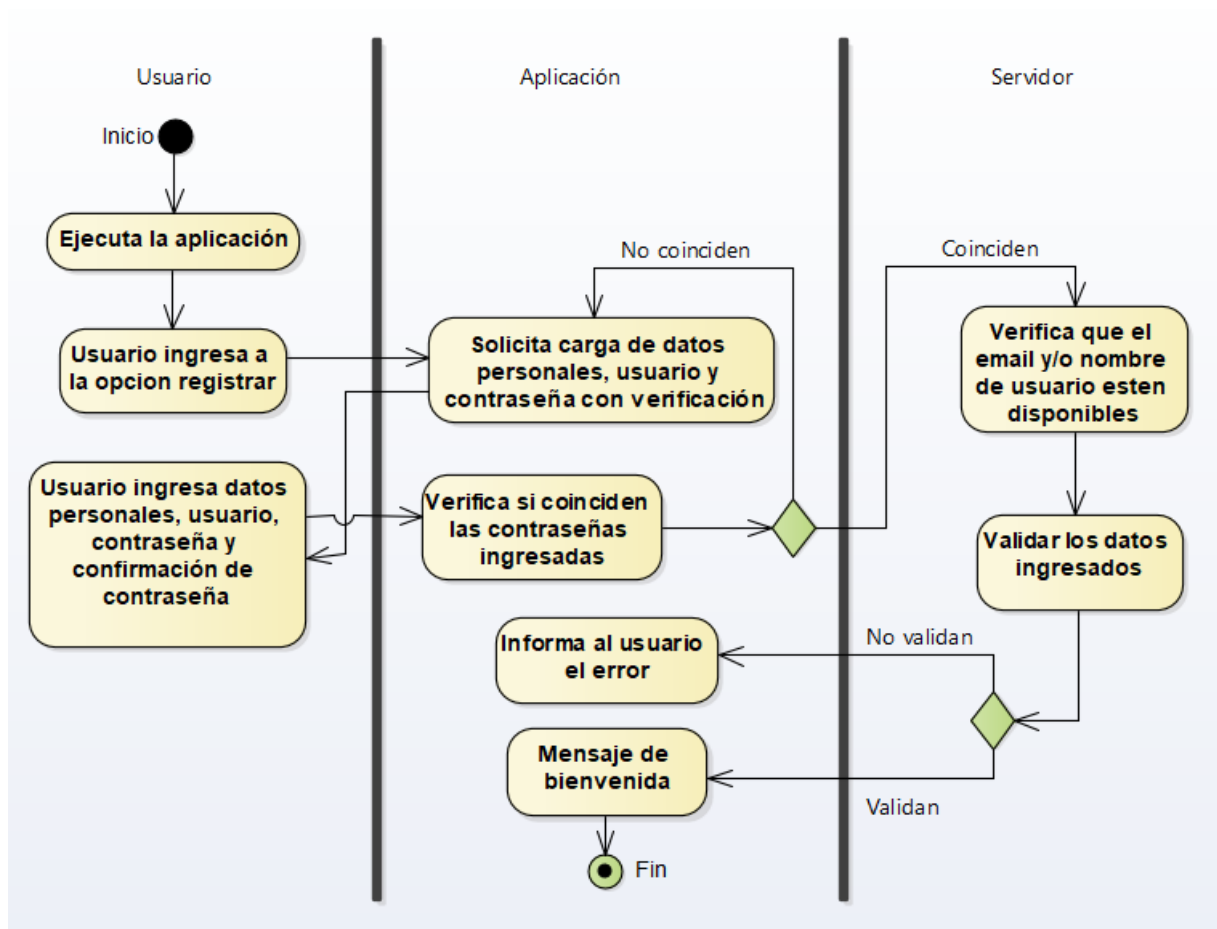 Usuario
Aplicación
Servidor
Inicio
Ejecuta la aplicación
No coinciden
Coinciden
Usuario ingresa a
la opcion registrar
Solicita carga de datos
personales, usuario y
contraseña con verificación
Verifica que el
email y/o nombre
de usuario esten
disponibles
Usuario ingresa datos
personales, usuario,
contraseña y
confirmación de
contraseña
Verifica si coinciden
las contraseñas
ingresadas
Validar los datos
ingresados
Informa al usuario
el error
No validan
Mensaje de
bienvenida
Validan
Fin